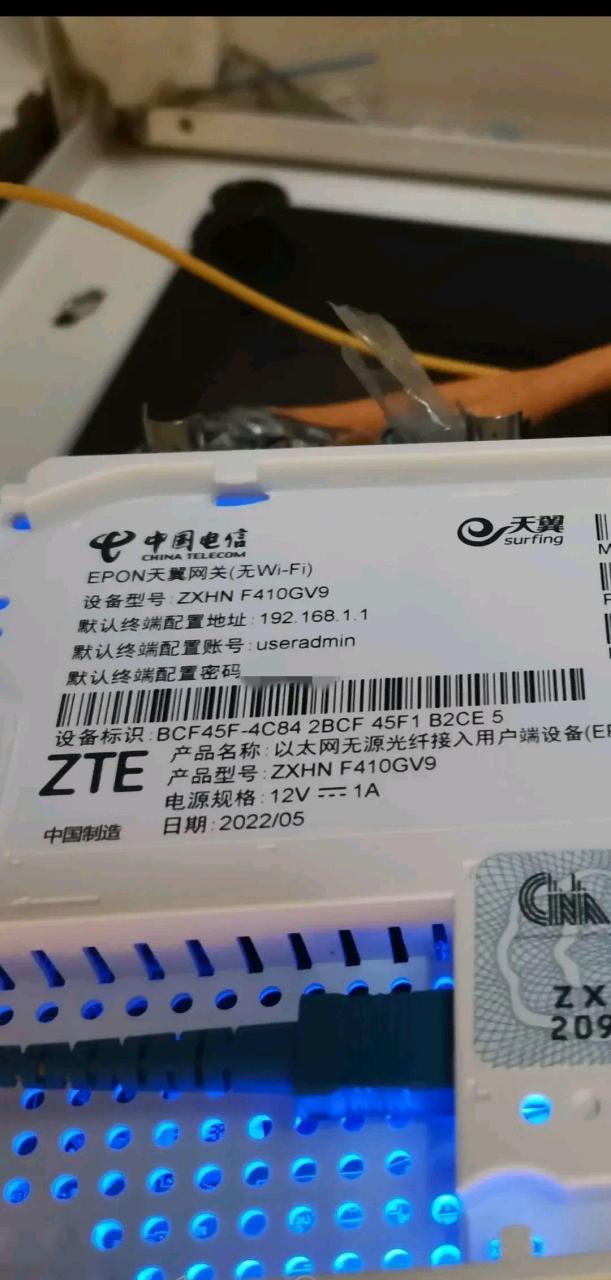 中国电信
CHINA TELECOM
天翼
surfing
EPON天翼网关(无Wi-Fi)
设备型号:ZXHN F410GV9
默认终端配置地址:192.168.1.1
默认终端配置账号:useradmin
默认终端配置密码
设备标识:BCF45F-4C84 2BCF 45F1 B2CE 5
ZTE
中国制造
产品名称:以太网无源光纤接入用户端设备(E
产品型号:ZXHN F410GV9
电源规格:12V ⎓ 1A
日期:2022/05
M
ZX
209